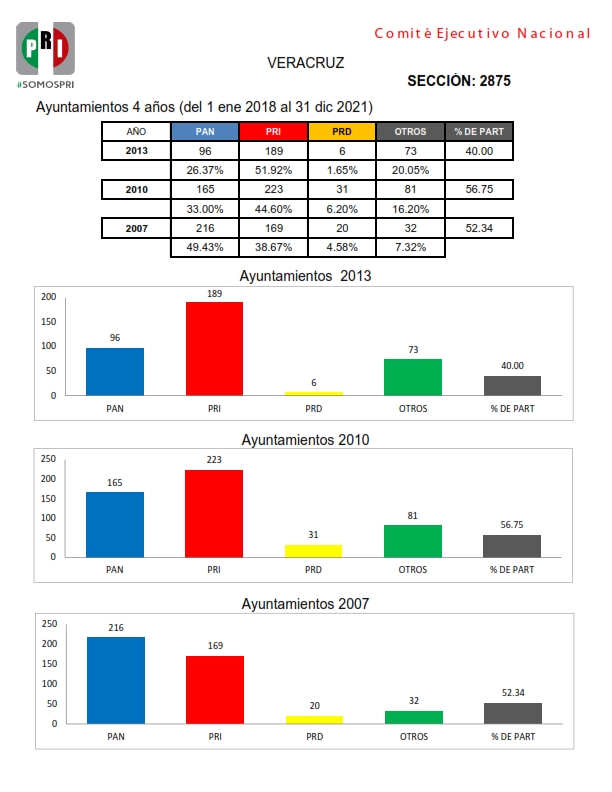 Comité Ejecutivo Nacional
PRI
#SOMOSPRI
VERACRUZ
SECCIÓN: 2875
Ayuntamientos 4 años (del 1 ene 2018 al 31 dic 2021)
AÑO PAN PRI PRD OTROS % DE PART
2013 96 189 6 73 40.00
26.37% 51.92% 1.65% 20.05%
2010 165 223 31 81 56.75
33.00% 44.60% 6.20% 16.20%
2007 216 169 20 32 52.34
49.43% 38.67% 4.58% 7.32%
Ayuntamientos 2013
200
150
100
50
0
96 189 6 73 40.00
PAN PRI PRD OTROS % DE PART
Ayuntamientos 2010
250
200
150
100
50
0
165 223 31 81 56.75
PAN PRI PRD OTROS % DE PART
Ayuntamientos 2007
250
200
150
100
50
0
216 169 20 32 52.34
PAN PRI PRD OTROS % DE PART